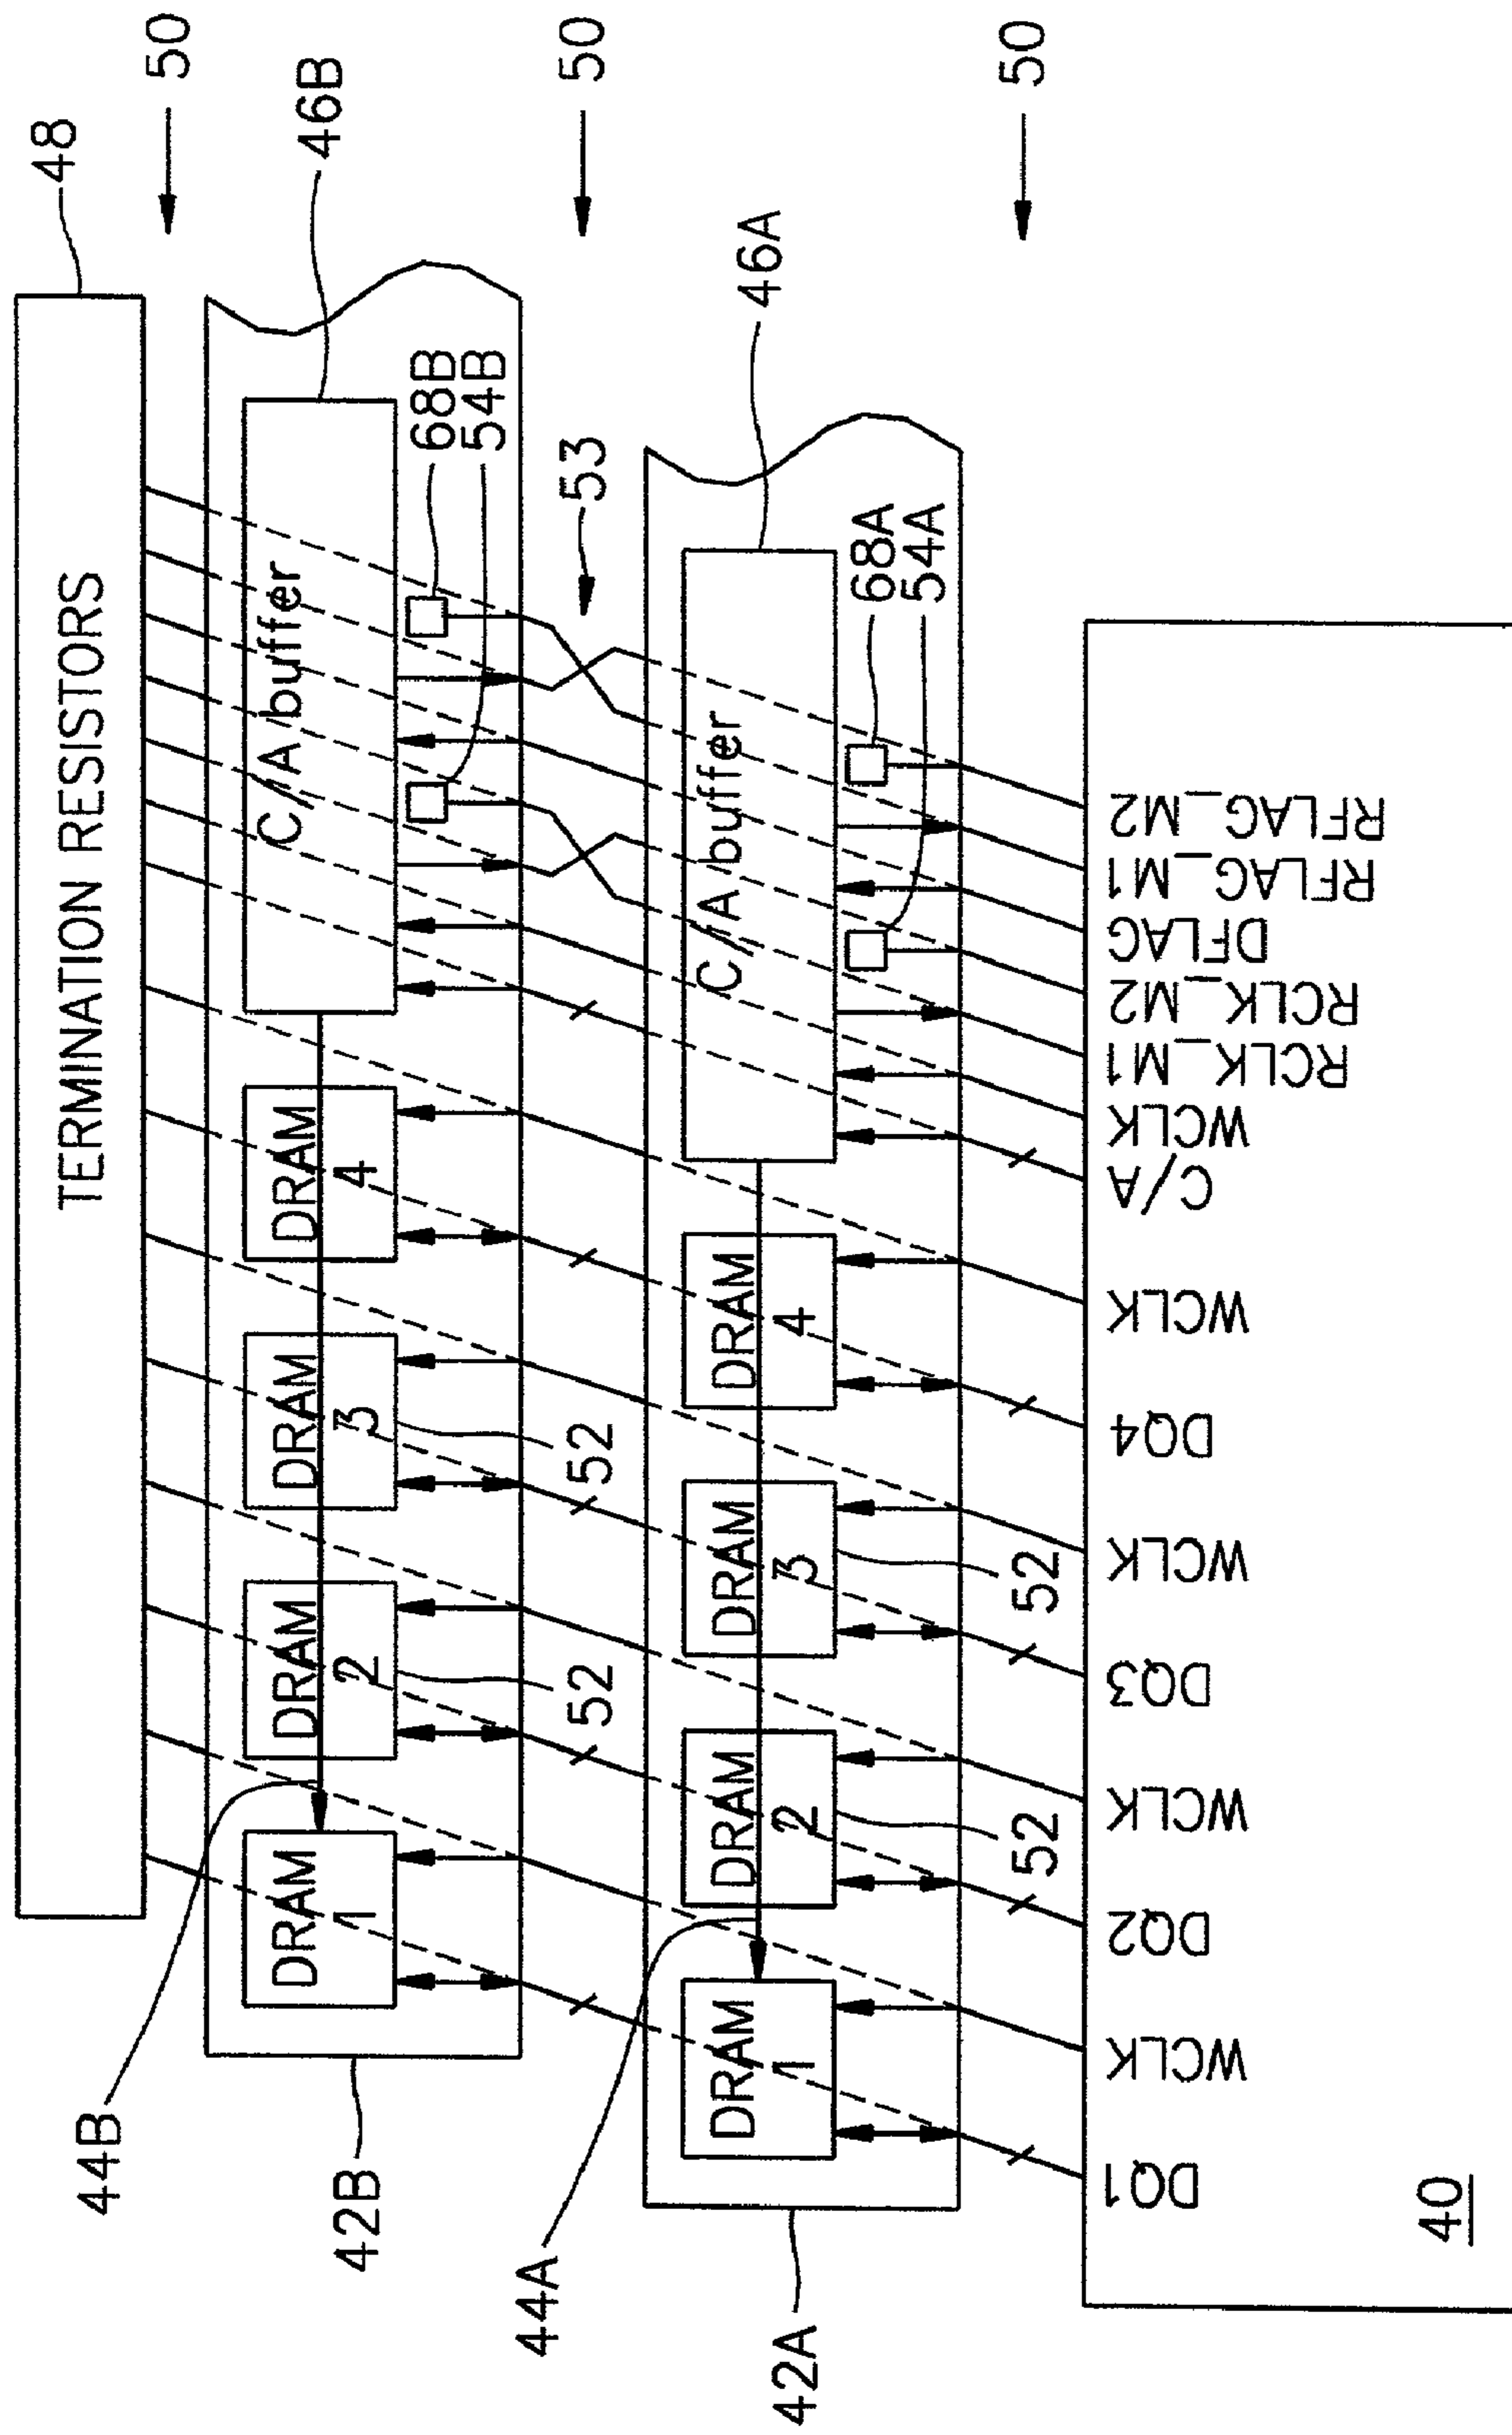 50
50
50
48
46B
46A
TERMINATION RESISTORS
68B
54B
53
68A
54A
C/A buffer
C/A buffer
DRAM
4
DRAM
3
DRAM
2
DRAM
1
52
52
DRAM
4
DRAM
3
DRAM
2
DRAM
1
52
52
44B
42B
44A
42A
RFLAG_M2
RFLAG_M1
DFLAG
RCLK_M2
RCLK_M1
WCLK
C/A
WCLK
DQ4
WCLK
DQ3
WCLK
DQ2
WCLK
DQ1
40